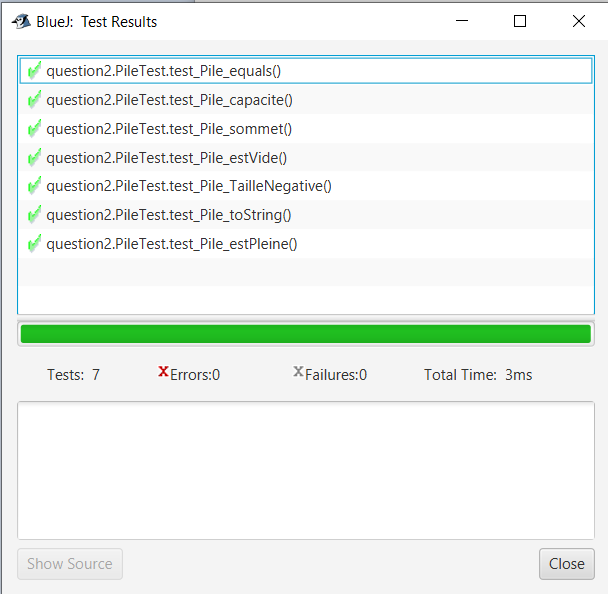 BlueJ: Test Results
question2.PileTest.test_Pile_equals()
question2.PileTest.test_Pile_capacite()
question2.PileTest.test_Pile_sommet()
question2.PileTest.test_Pile_estVide()
question2.PileTest.test_Pile_TailleNegative()
question2.PileTest.test_Pile_toString()
question2.PileTest.test_Pile_estPleine()
Tests: 7 Errors:0 Failures:0 Total Time: 3ms
Show Source Close